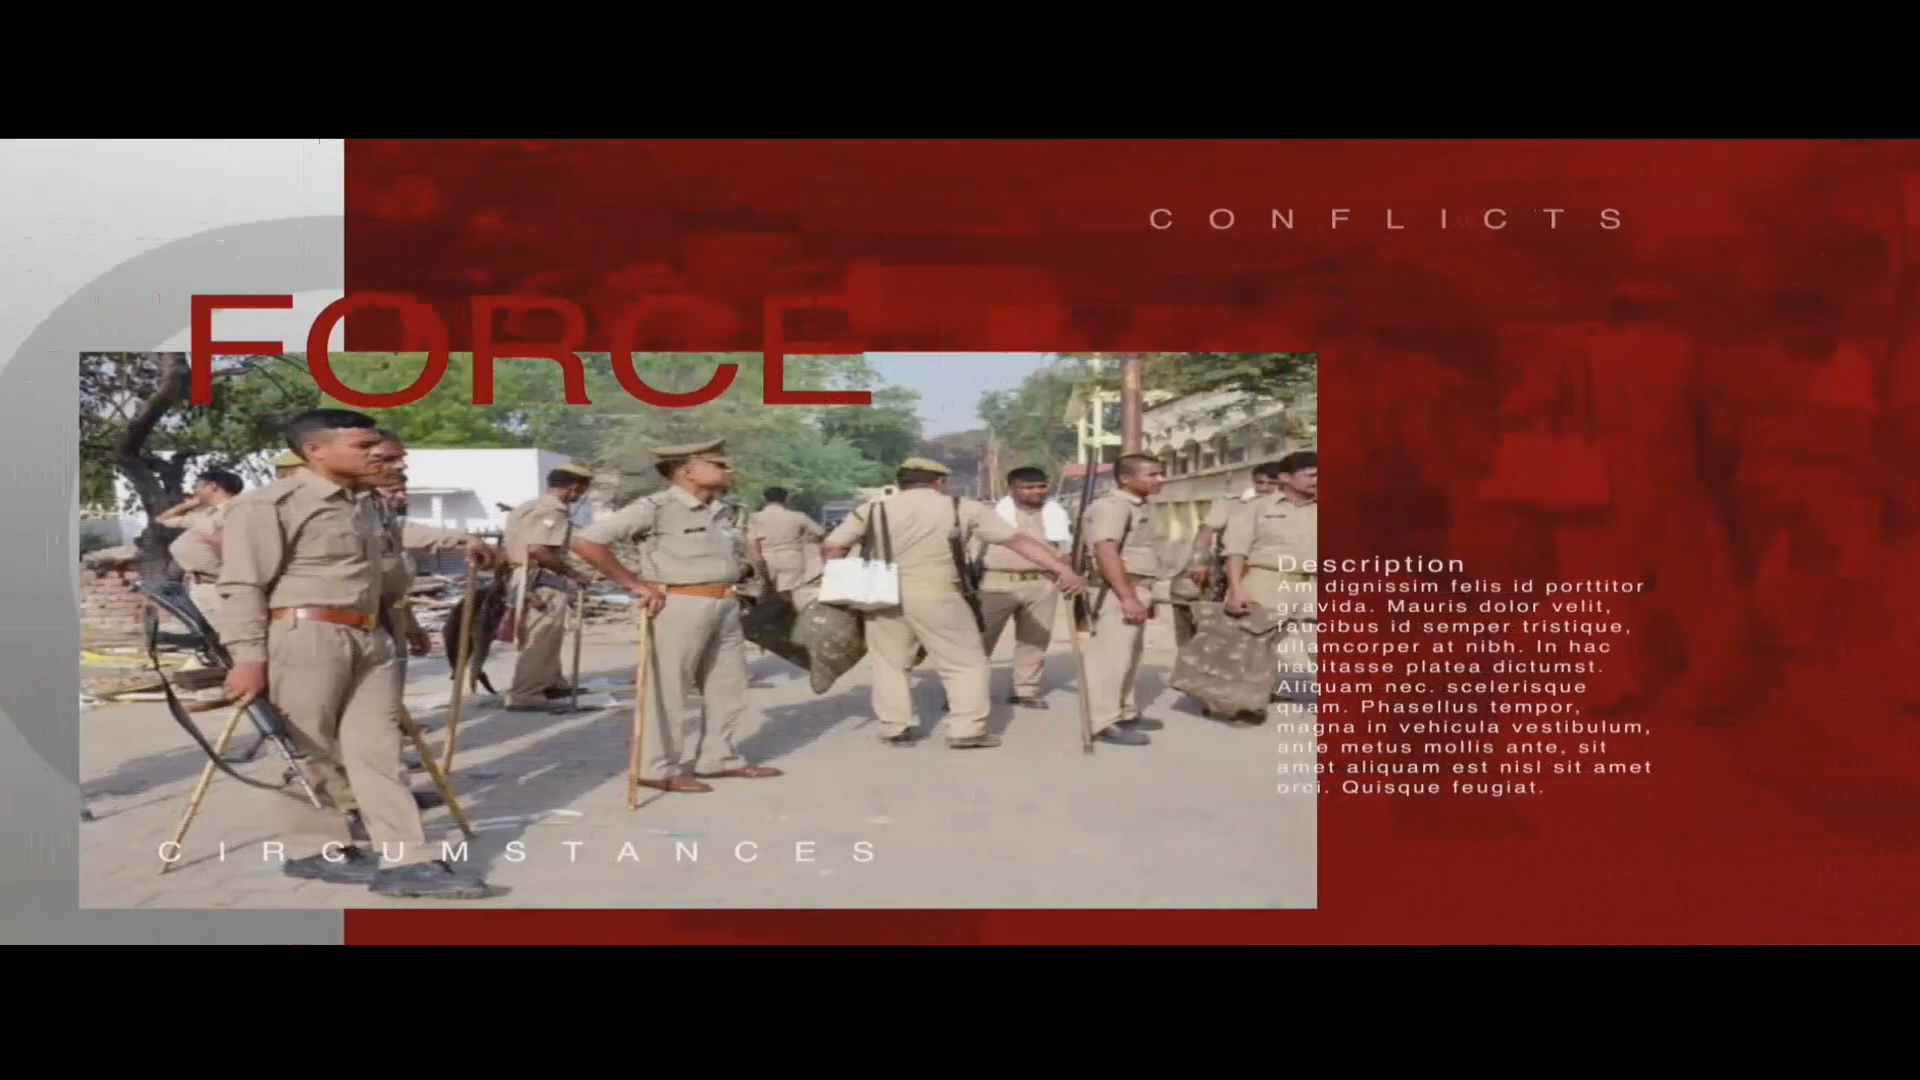 CONFLICTS
FORCE
Description
Am dignissim felis id porttitor
gravida. Mauris dolor velit,
faucibus id semper tristique,
ullamcorper at nibh. In hac
habitasse platea dictumst.
Aliquam nec. scelerisque
quam. Phasellus tempor,
magna in vehicula vestibulum,
ante metus mollis ante, sit
amet aliquam est nisl sit amet
orci. Quisque feugiat.
CIRCUMSTANCES